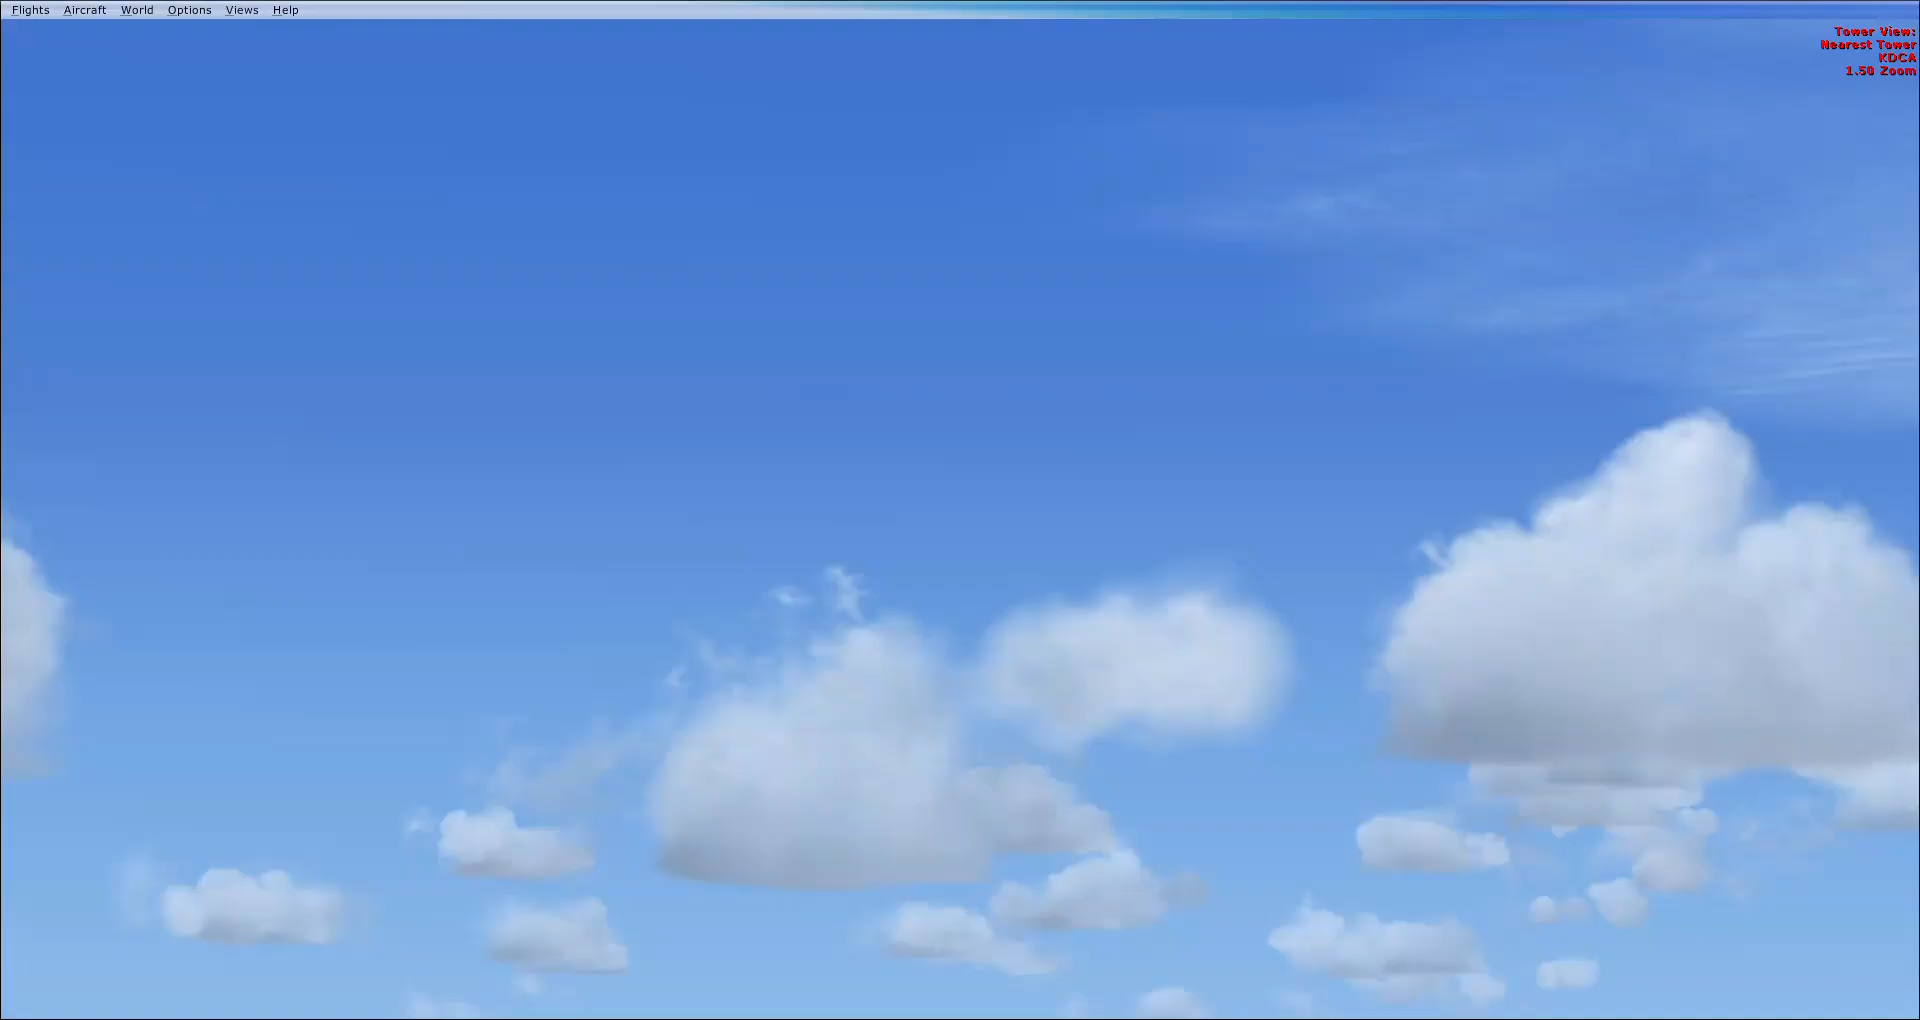 Flights Aircraft World Options Views Help
Tower View:
Nearest Tower
KDCA
1.50 Zoom